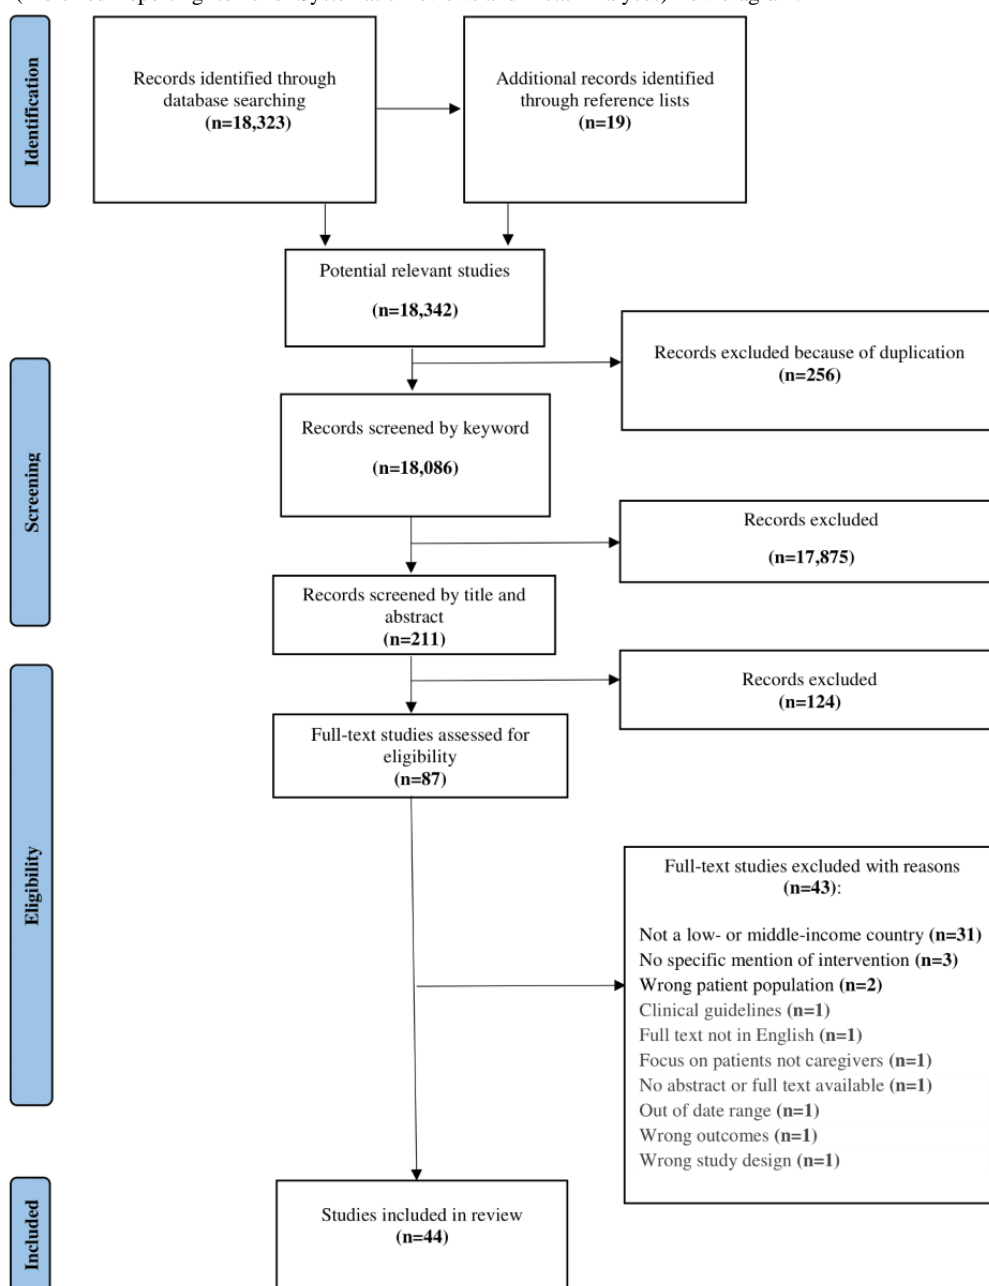 Identification
Records identified through
database searching
(n=18,323)
Additional records identified
through reference lists
(n=19)
Potential relevant studies
(n=18,342)
Records excluded because of duplication
(n=256)
Screening
Records screened by keyword
(n=18,086)
Records excluded
(n=17,875)
Records screened by title and
abstract
(n=211)
Records excluded
(n=124)
Eligibility
Full-text studies assessed for
eligibility
(n=87)
Full-text studies excluded with reasons
(n=43):
Not a low- or middle-income country (n=31)
No specific mention of intervention (n=3)
Wrong patient population (n=2)
Clinical guidelines (n=1)
Full text not in English (n=1)
Focus on patients not caregivers (n=1)
No abstract or full text available (n=1)
Out of date range (n=1)
Wrong outcomes (n=1)
Wrong study design (n=1)
Included
Studies included in review
(n=44)